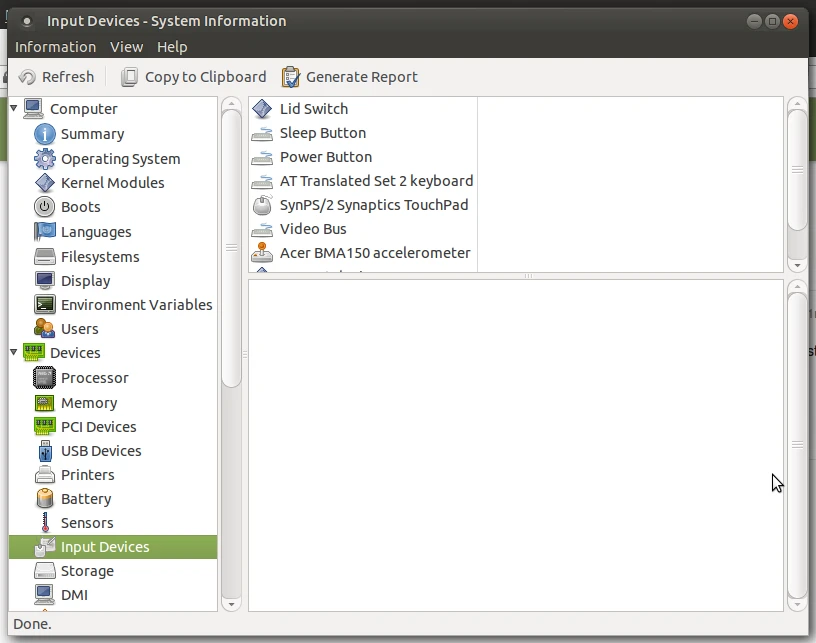 Input Devices - System Information
Information View Help
Refresh Copy to Clipboard Generate Report
Computer
Summary
Operating System
Kernel Modules
Boots
Languages
Filesystems
Display
Environment Variables
Users
Devices
Processor
Memory
PCI Devices
USB Devices
Printers
Battery
Sensors
Input Devices
Storage
DMI
Lid Switch
Sleep Button
Power Button
AT Translated Set 2 keyboard
SynPS/2 Synaptics TouchPad
Video Bus
Acer BMA150 accelerometer
Done.